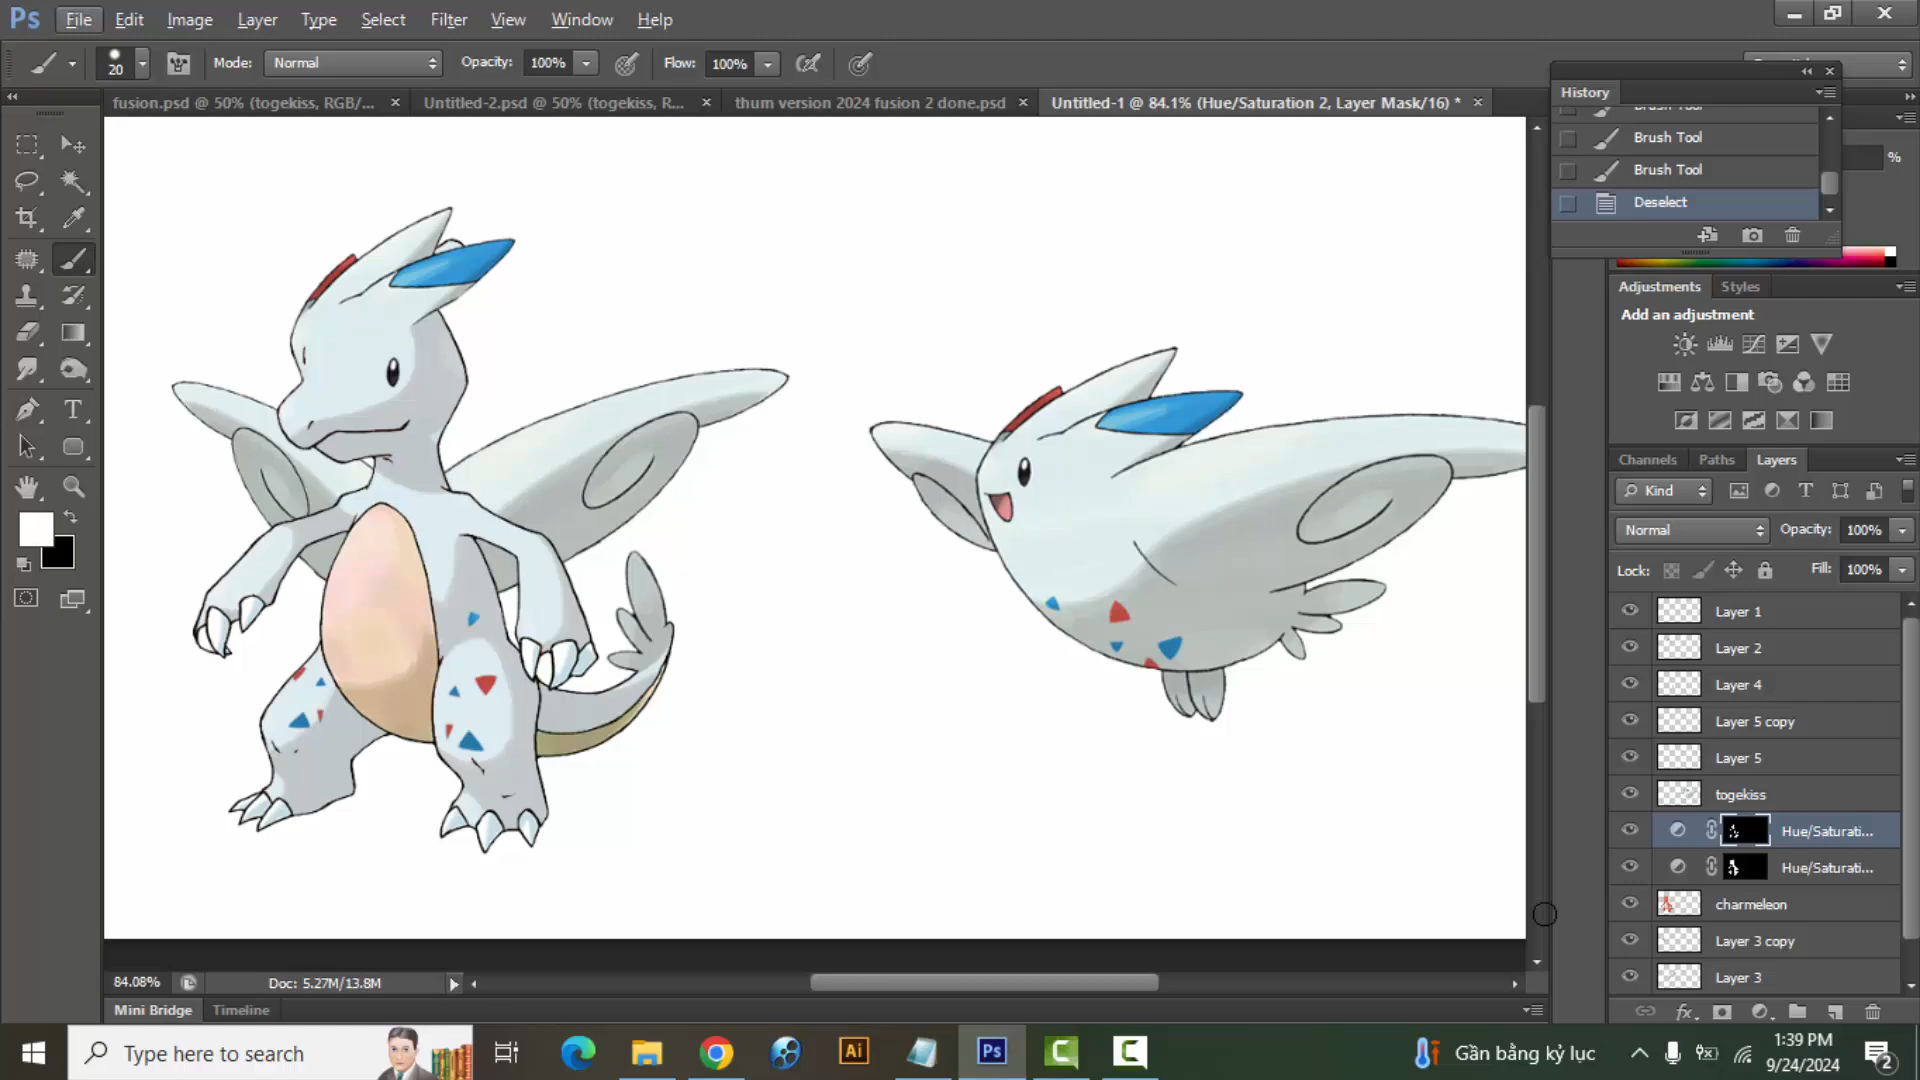 Ps File Edit Image Layer Type Select Filter View Window Help
20 Mode: Normal Opacity: 100% Flow: 100%
fusion.psd @ 50% (togekiss, RGB/... × Untitled-2.psd @ 50% (togekiss, R... × thum version 2024 fusion 2 done.psd × Untitled-1 @ 84.1% (Hue/Saturation 2, Layer Mask/16) * ×
History
Brush Tool
Brush Tool
Brush Tool
Deselect
%
Adjustments Styles
Add an adjustment
Channels Paths Layers
Kind
Normal Opacity: 100%
Lock: Fill: 100%
Layer 1
Layer 2
Layer 4
Layer 5 copy
Layer 5
togekiss
Hue/Saturati...
Hue/Saturati...
charmeleon
Layer 3 copy
Layer 3
84.08% Doc: 5.27M/13.8M
Mini Bridge Timeline
Type here to search
Ai
Ps
Gần bằng kỷ lục
1:39 PM
9/24/2024
2